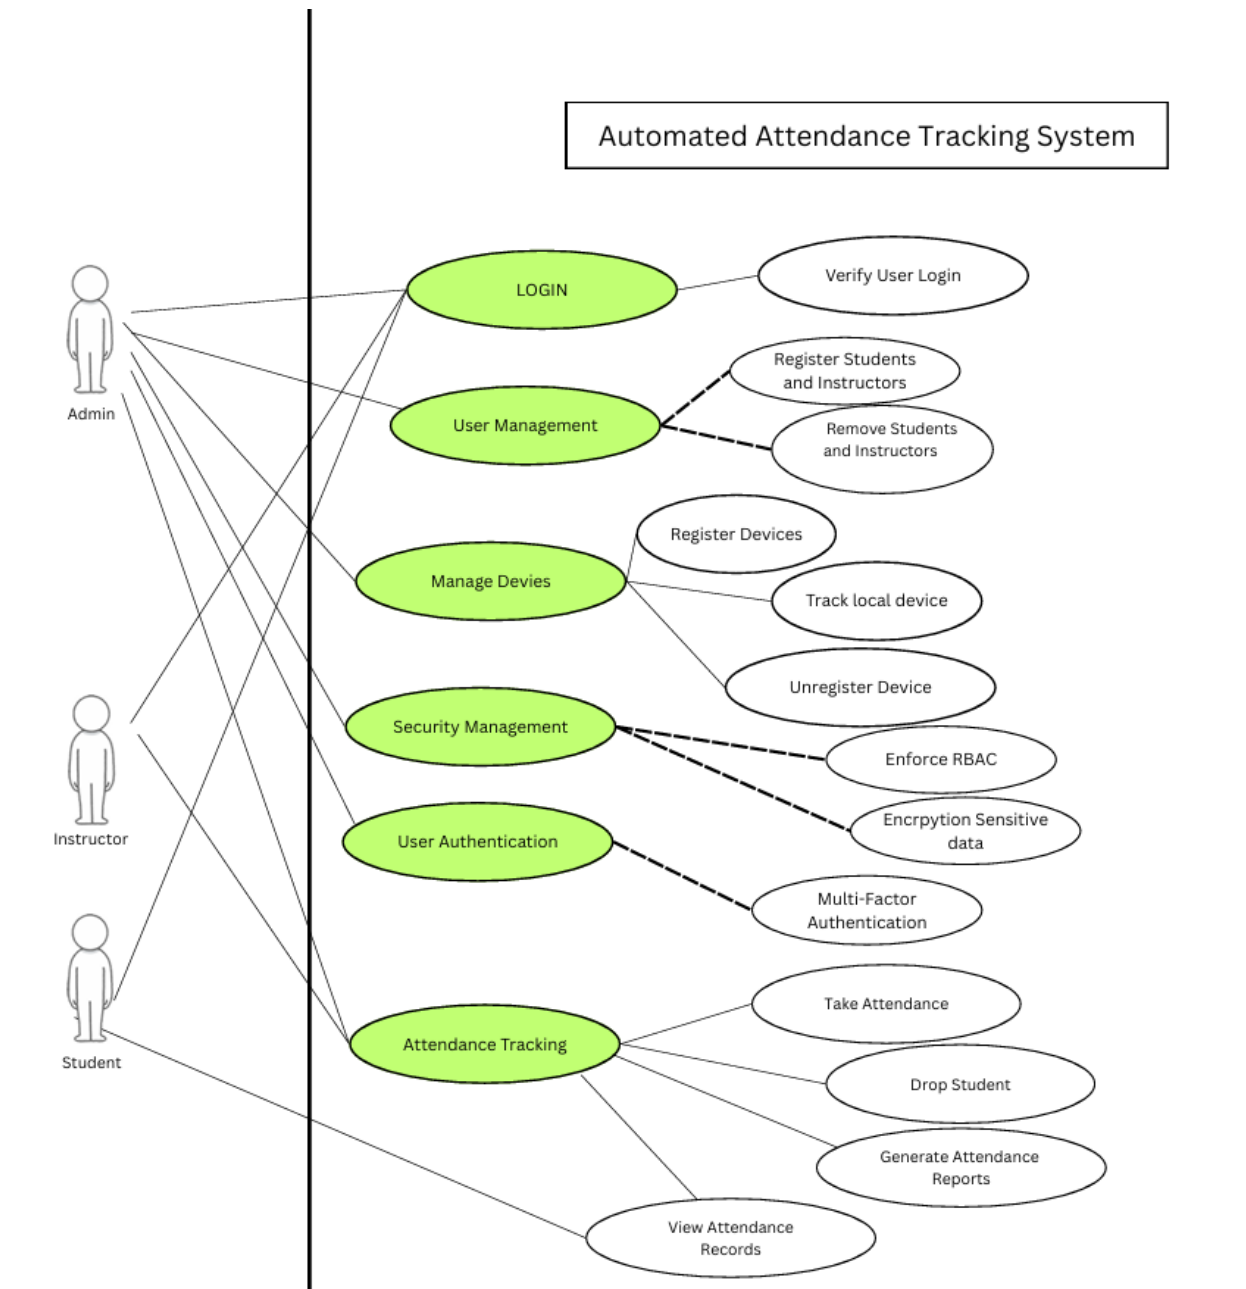 Automated Attendance Tracking System
LOGIN
Verify User Login
Register Students
and Instructors
Admin
User Management
Remove Students
and Instructors
Register Devices
Manage Devies
Track local device
Unregister Device
Security Management
Enforce RBAC
Encrpytion Sensitive
data
Instructor
User Authentication
Multi-Factor
Authentication
Take Attendance
Student
Attendance Tracking
Drop Student
Generate Attendance
Reports
View Attendance
Records